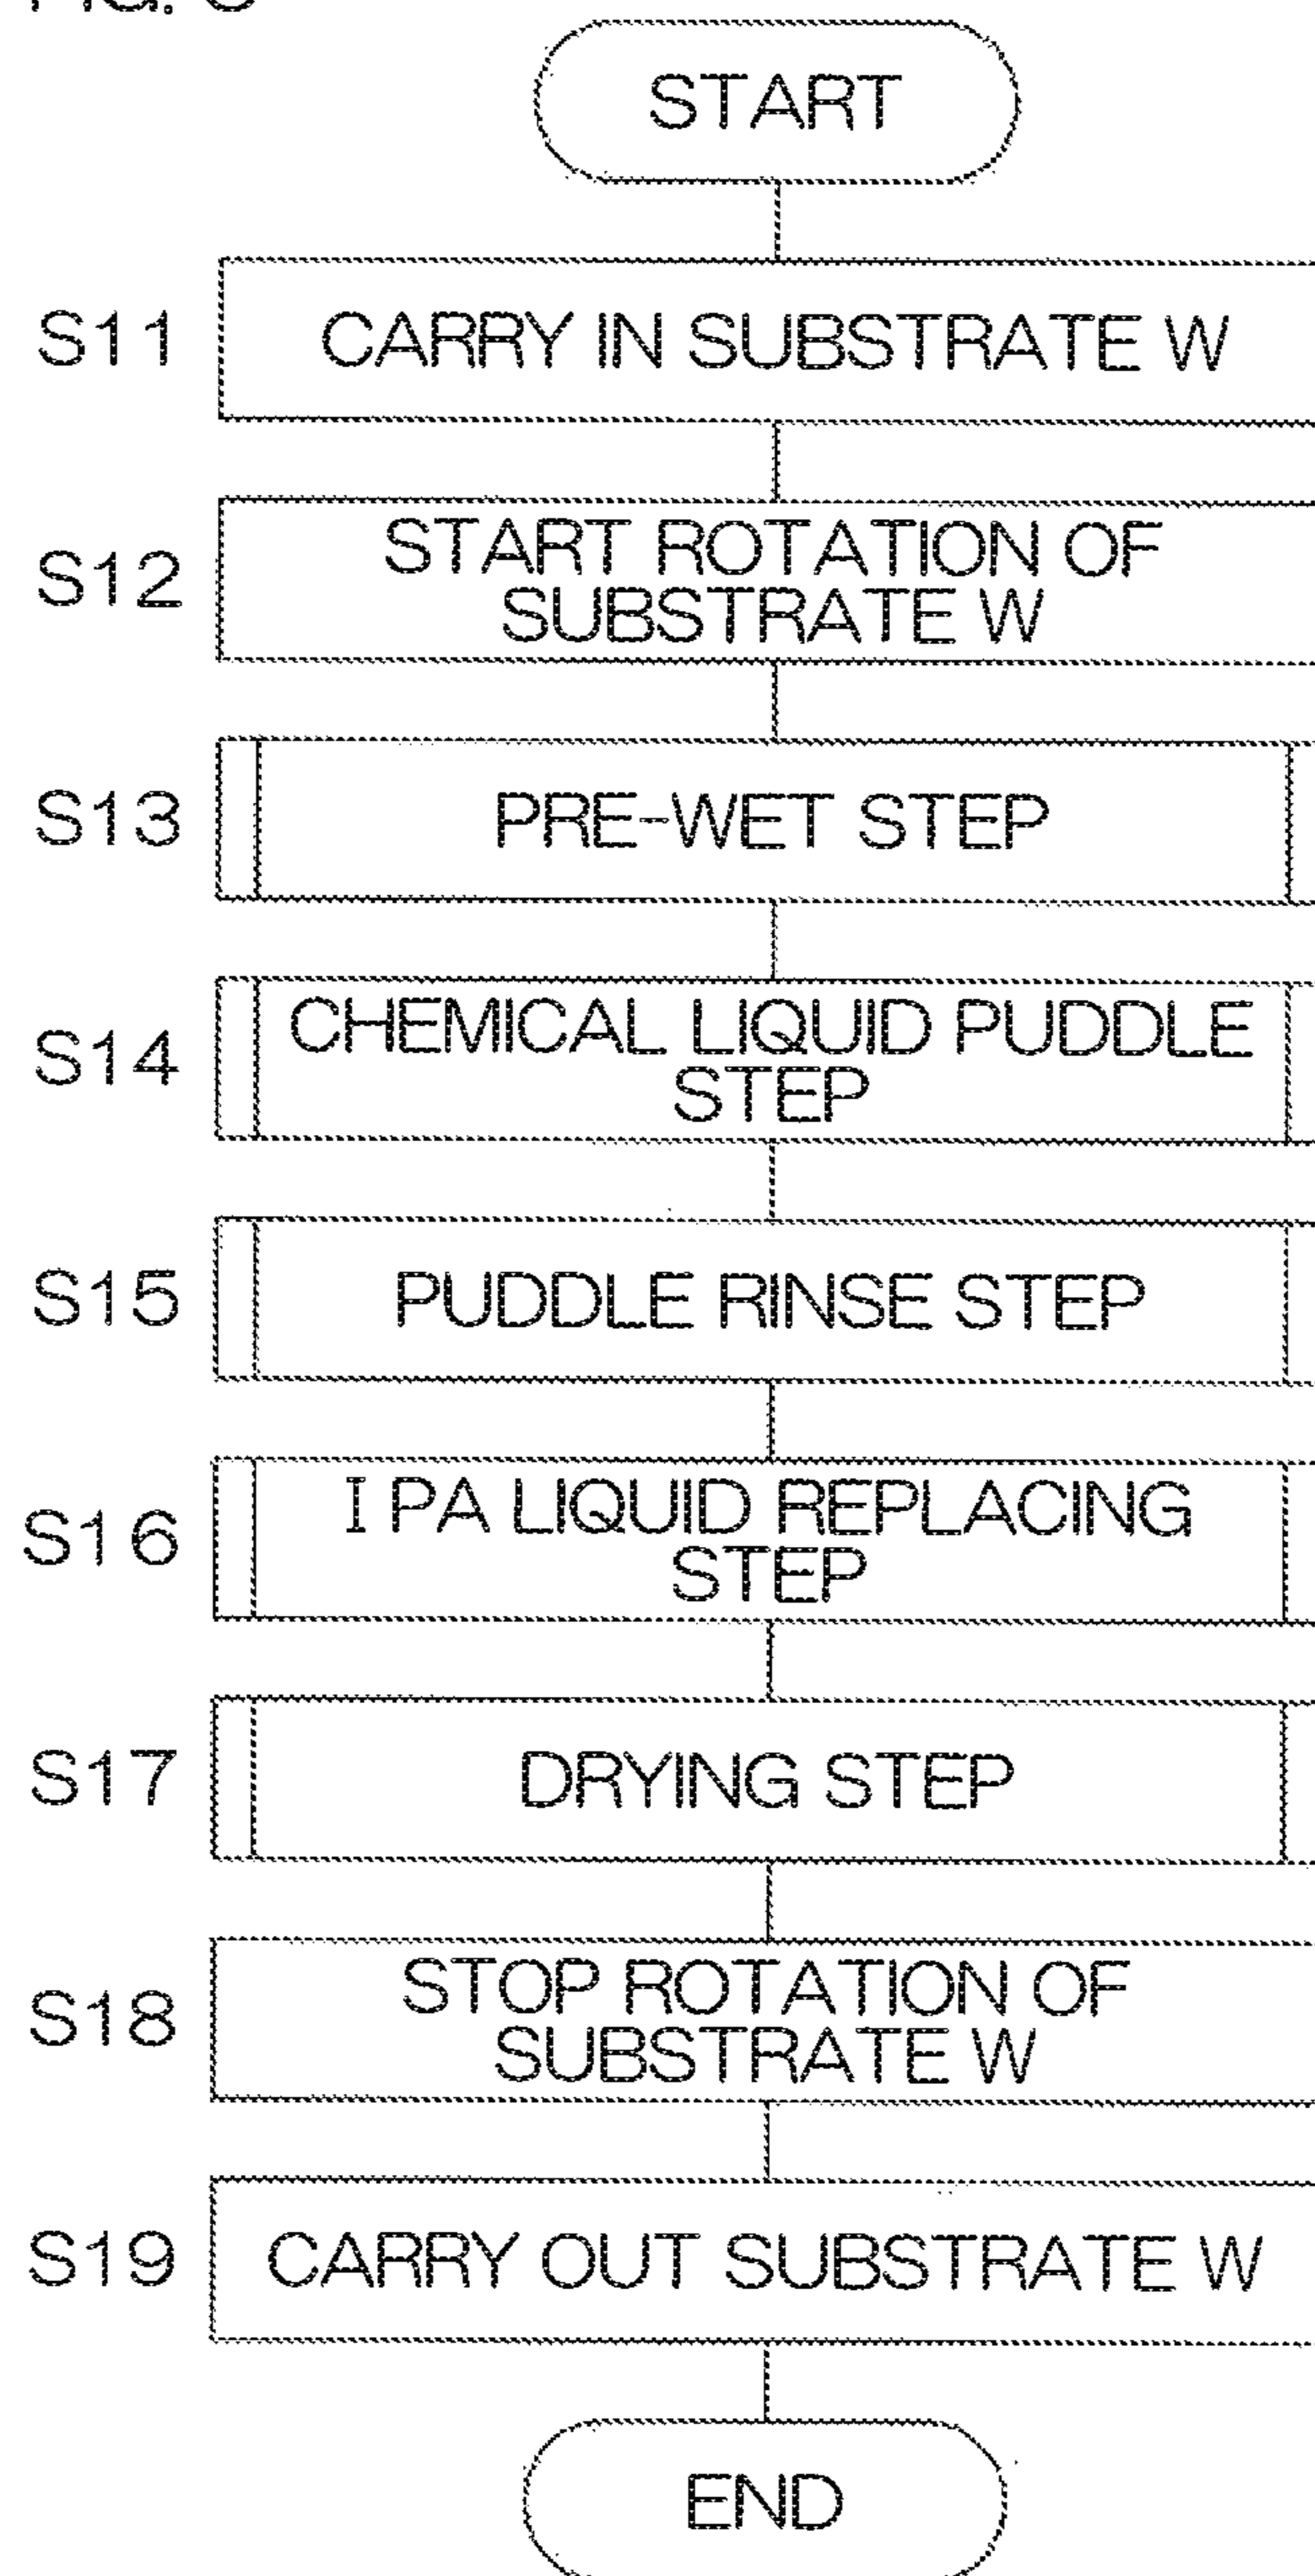 START
S11 CARRY IN SUBSTRATE W
S12 START ROTATION OF
SUBSTRATE W
S13 PRE-WET STEP
S14 CHEMICAL LIQUID PUDDLE
STEP
S15 PUDDLE RINSE STEP
S16 IPA LIQUID REPLACING
STEP
S17 DRYING STEP
S18 STOP ROTATION OF
SUBSTRATE W
S19 CARRY OUT SUBSTRATE W
END